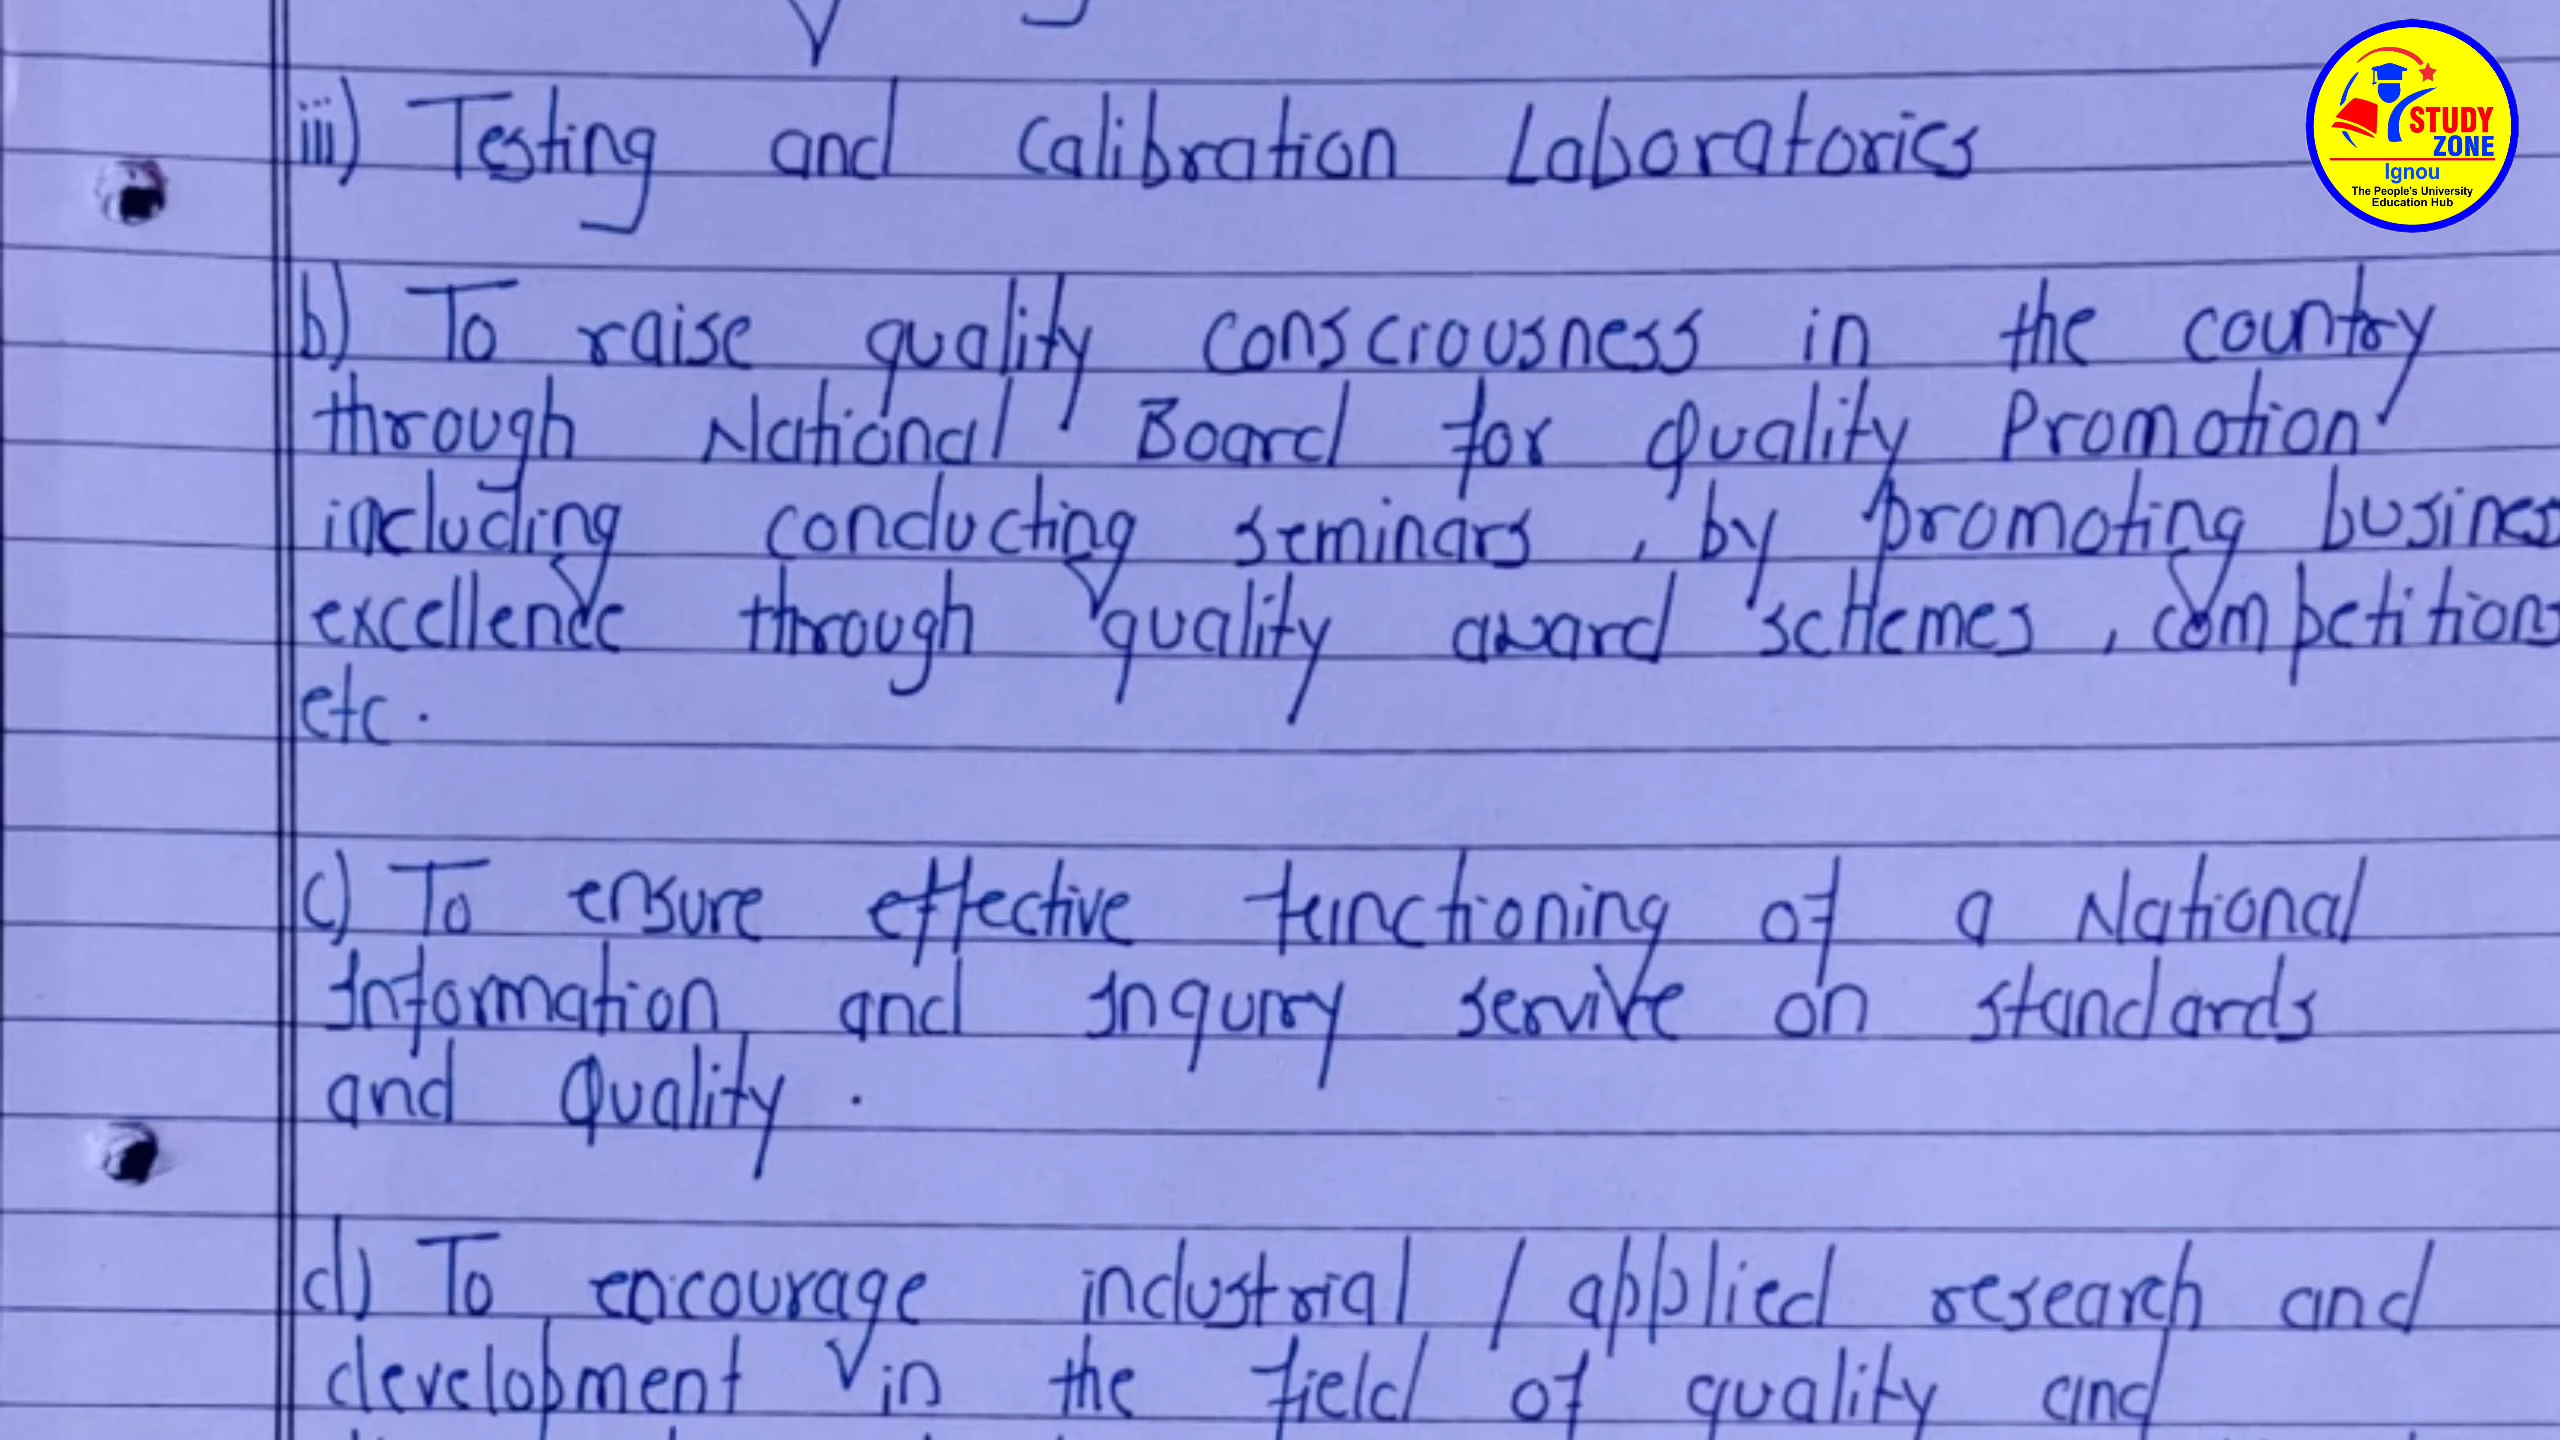 iii) Testing and Calibration Laboratories
b) To raise quality consciousness in the country
through National Board for Quality Promotion
including conducting seminars, by promoting busines
excellence through quality award schemes, competitions
etc.
c) To ensure effective functioning of a National
Information and Inqury service on standards
and Quality.
d) To encourage industrial / applied research and
development in the field of quality and
STUDY
ZONE
Ignou
The People's University
Education Hub